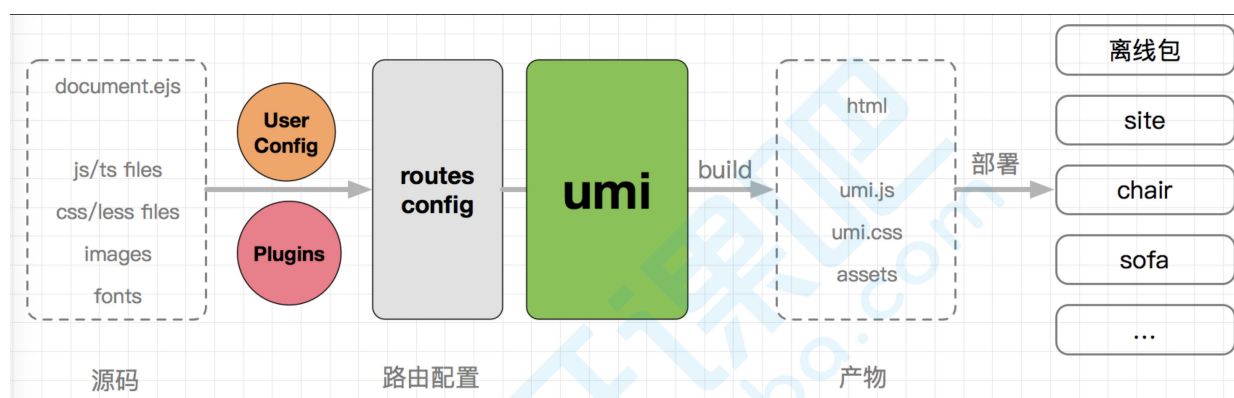 document.ejs
js/ts files
css/less files
images
fonts
源码
User
Config
Plugins
routes
config
路由配置
umi
build
html
umi.js
umi.css
assets
产物
部署
离线包
site
chair
sofa
...